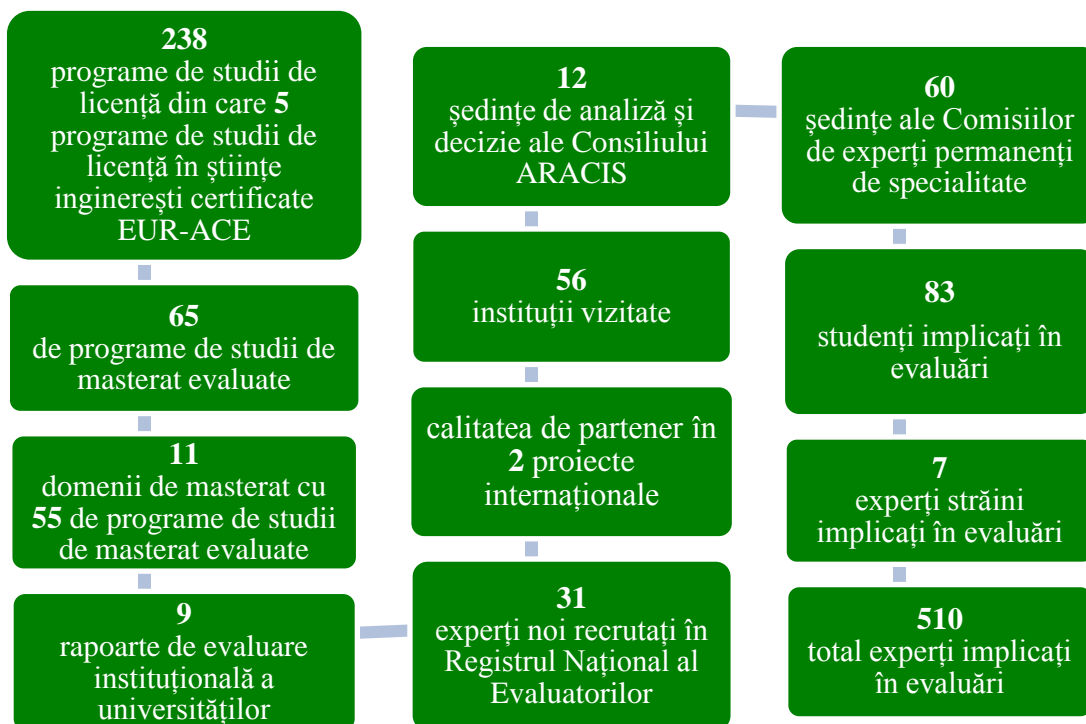 238
programe de studii de
licență din care 5
programe de studii de
licență în științe
inginerești certificate
EUR-ACE
65
de programe de studii de
masterat evaluate
11
domenii de masterat cu
55 de programe de studii
de masterat evaluate
9
rapoarte de evaluare
instituțională a
universităților
31
experți noi recrutați în
Registrul Național al
Evaluatorilor
calitatea de partener în
2 proiecte
internaționale
56
instituții vizitate
12
ședințe de analiză și
decizie ale Consiliului
ARACIS
60
ședințe ale Comisiilor
de experți permanenți
de specialitate
83
studenți implicați în
evaluări
7
experți străini
implicați în evaluări
510
total experți implicați
în evaluări